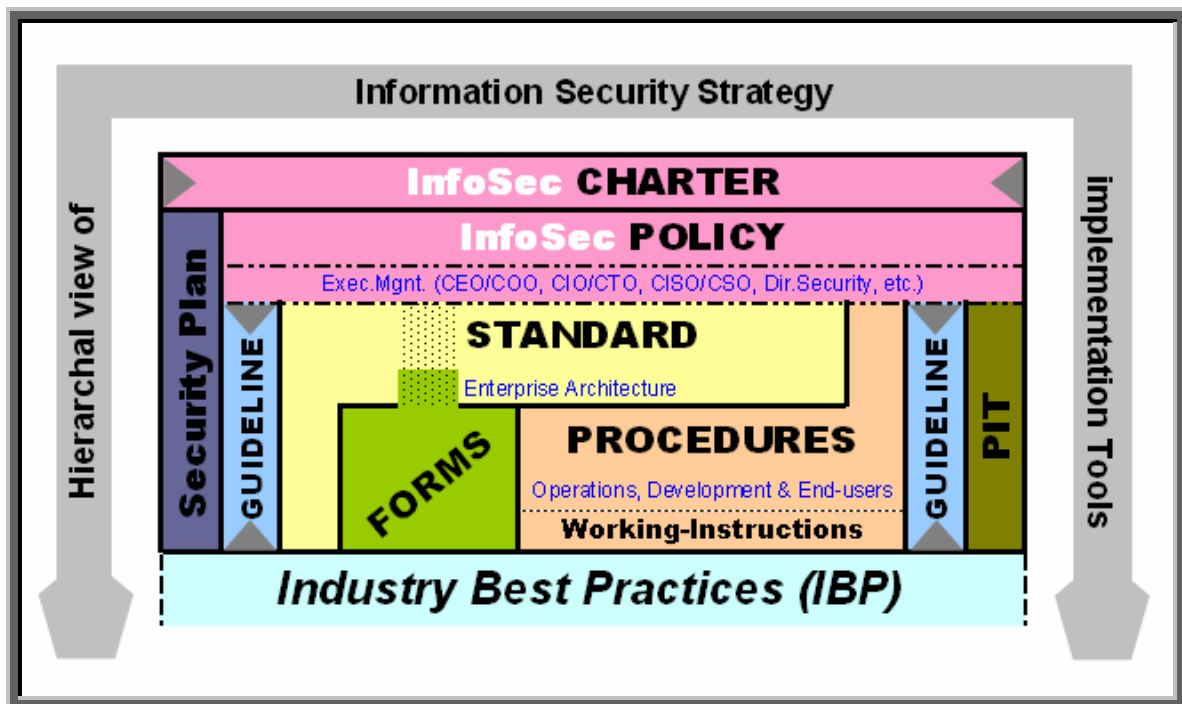 Information Security Strategy
Hierarchal view of
implementation Tools
InfoSec CHARTER
InfoSec POLICY
Exec.Mgnt. (CEO/COO, CIO/CTO, CISO/CSO, Dir.Security, etc.)
Security Plan
GUIDELINE
STANDARD
Enterprise Architecture
FORMS
PROCEDURES
Operations, Development & End-users
Working-Instructions
GUIDELINE
PIT
Industry Best Practices (IBP)